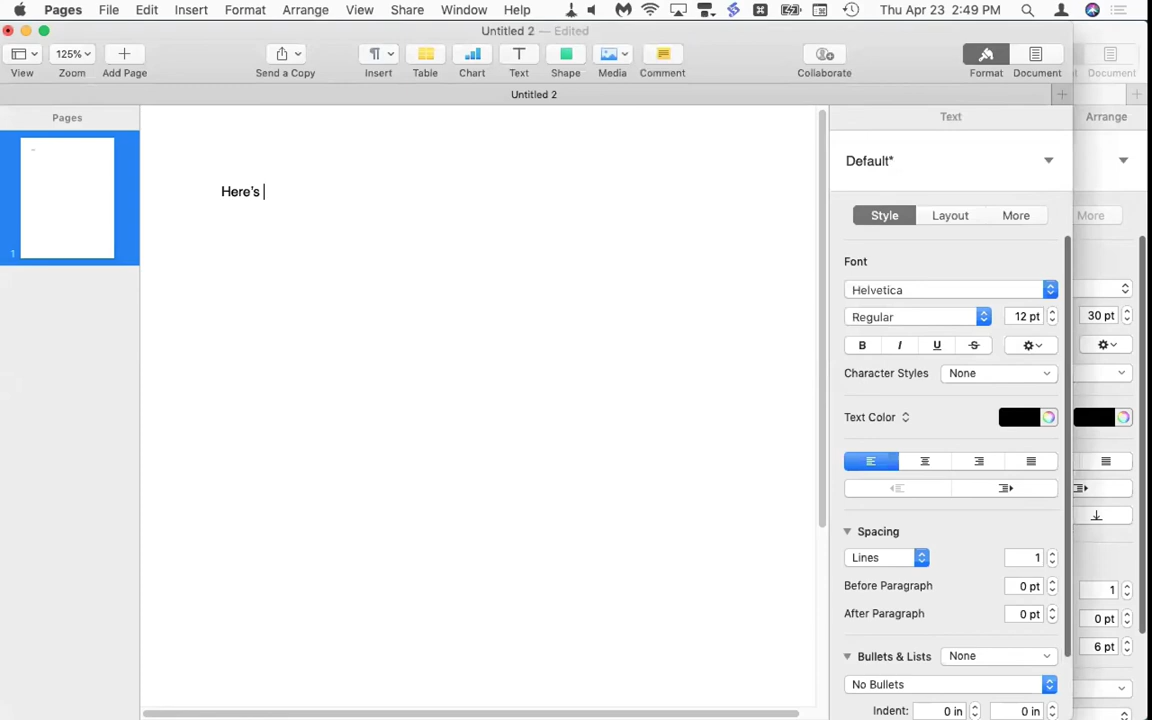 Pages File Edit Insert Format Arrange View Share Window Help Thu Apr 23 2:49 PM
Untitled 2 — Edited
125%
View Zoom Add Page Send a Copy Insert Table Chart Text Shape Media Comment Collaborate Format Document Document
Untitled 2
Pages Text Arrange
Default*
Here's
Style Layout More More
1
Font
Helvetica
Regular 12 pt 30 pt
B I U S
Character Styles None
Text Color
Spacing
Lines 1
Before Paragraph 0 pt 1
After Paragraph 0 pt 0 pt
6 pt
Bullets & Lists None
No Bullets
Indent: 0 in 0 in